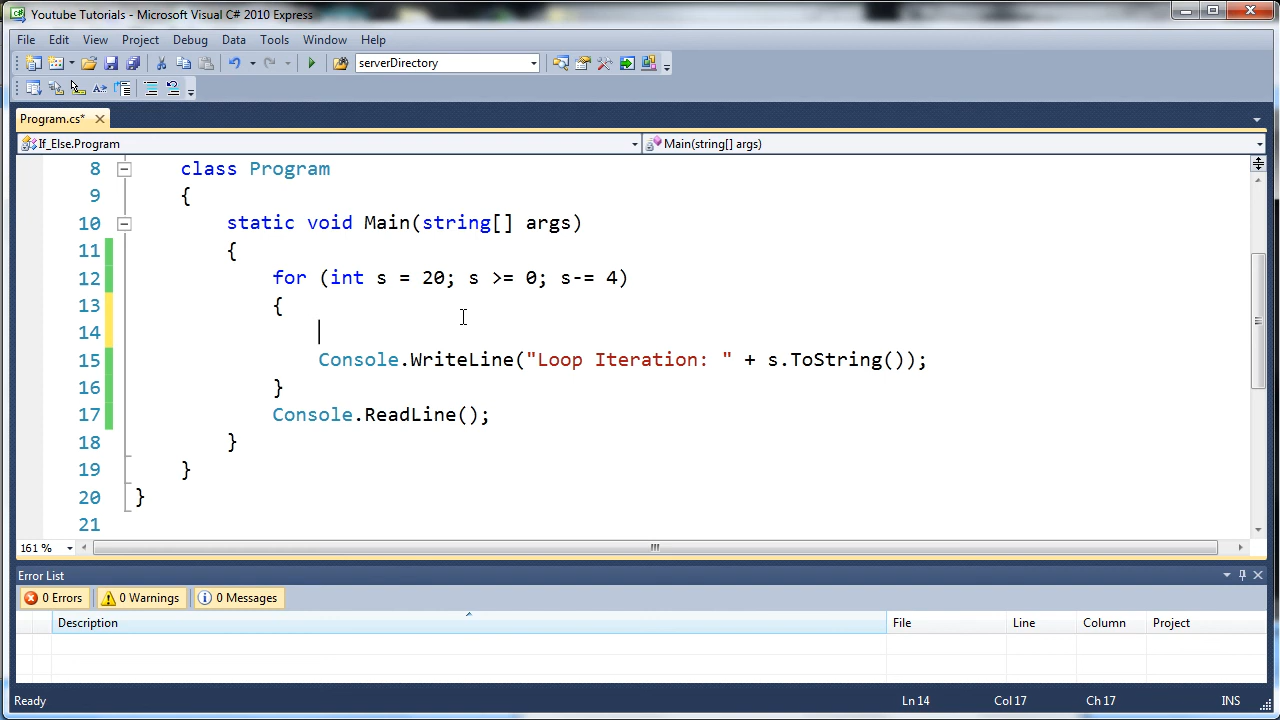 Youtube Tutorials - Microsoft Visual C# 2010 Express
File Edit View Project Debug Data Tools Window Help
serverDirectory
Program.cs*
If_Else.Program Main(string[] args)
8 class Program
9 {
10 static void Main(string[] args)
11 {
12 for (int s = 20; s >= 0; s-= 4)
13 {
14
15 Console.WriteLine("Loop Iteration: " + s.ToString());
16 }
17 Console.ReadLine();
18 }
19 }
20 }
21
161 %
Error List
0 Errors 0 Warnings 0 Messages
Description File Line Column Project
Ready Ln 14 Col 17 Ch 17 INS